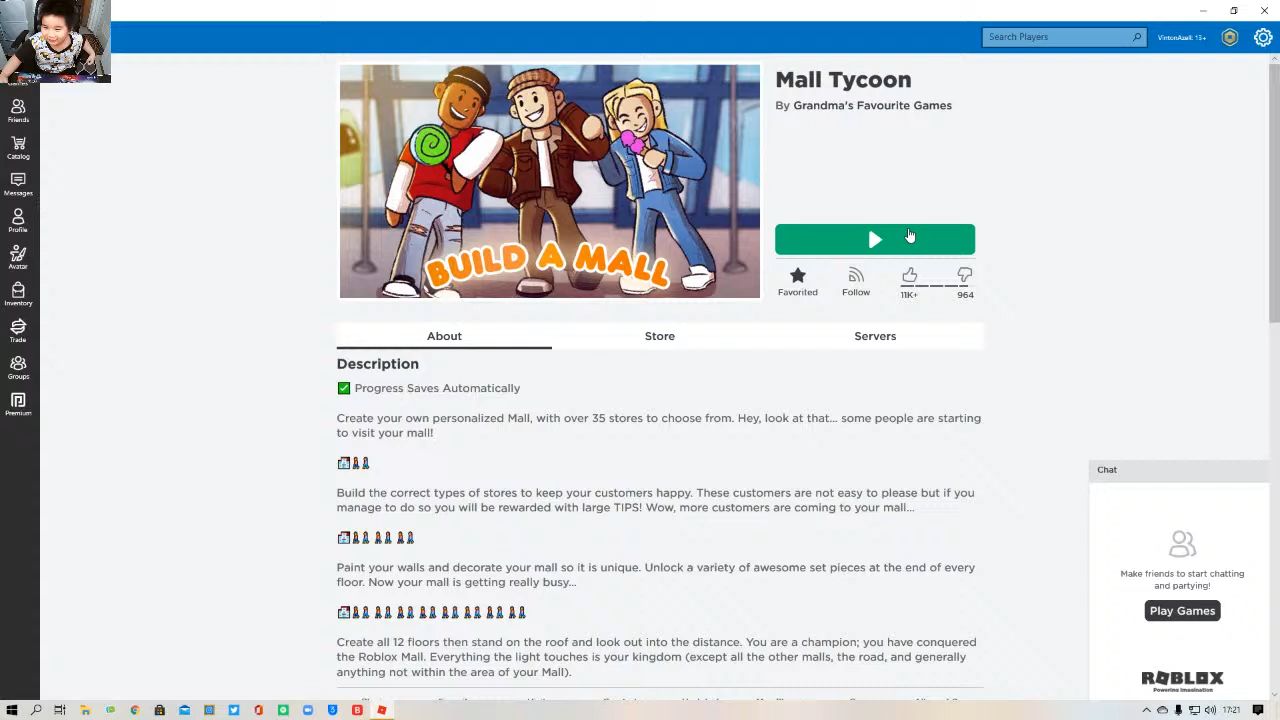 Search Players
VintonAzell: 13+
Games
Friends
Catalog
Messages
Profile
Avatar
Inventory
Trade
Groups
Premium
BUILD A MALL
Mall Tycoon
By Grandma's Favourite Games
Favorited
Follow
11K+
964
About
Store
Servers
Description
Progress Saves Automatically
Create your own personalized Mall, with over 35 stores to choose from. Hey, look at that... some people are starting
to visit your mall!
Build the correct types of stores to keep your customers happy. These customers are not easy to please but if you
manage to do so you will be rewarded with large TIPS! Wow, more customers are coming to your mall...
Paint your walls and decorate your mall so it is unique. Unlock a variety of awesome set pieces at the end of every
floor. Now your mall is getting really busy...
Create all 12 floors then stand on the roof and look out into the distance. You are a champion; you have conquered
the Roblox Mall. Everything the light touches is your kingdom (except all the other malls, the road, and generally
anything not within the area of your Mall).
Chat
Make friends to start chatting
and partying!
Play Games
ROBLOX
Powering Imagination
17:21